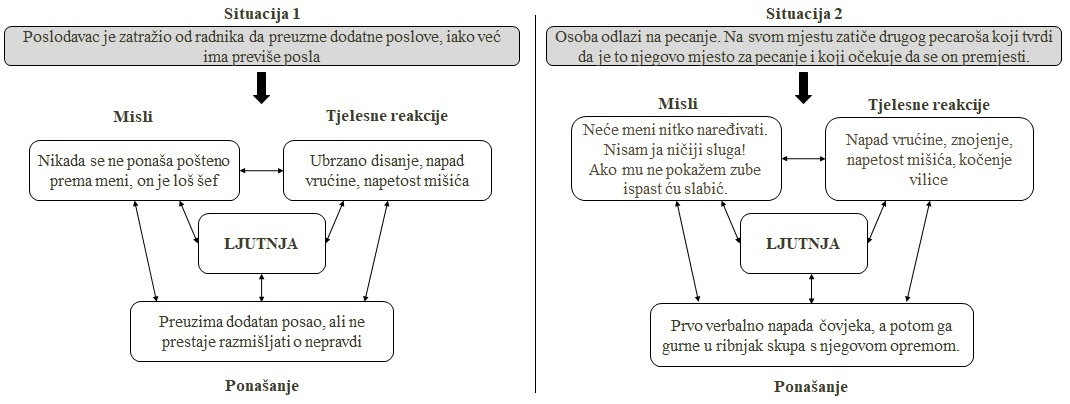 Situacija 1
Poslodavac je zatražio od radnika da preuzme dodatne poslove, iako već
ima previše posla
Misli
Tjelesne reakcije
Nikada se ne ponaša pošteno
prema meni, on je loš šef
Ubrzano disanje, napad
vrućine, napetost mišića
LJUTNJA
Preuzima dodatan posao, ali ne
prestaje razmišljati o nepravdi
Ponašanje
Situacija 2
Osoba odlazi na pecanje. Na svom mjestu zatiče drugog pecaroša koji tvrdi
da je to njegovo mjesto za pecanje i koji očekuje da se on premjesti.
Misli
Tjelesne reakcije
Neće meni nitko naređivati.
Nisam ja ničiji sluga!
Ako mu ne pokažem zube
ispast ću slabić.
Napad vrućine, znojenje,
napetost mišića, kočenje
vilice
LJUTNJA
Prvo verbalno napada čovjeka, a potom ga
gurne u ribnjak skupa s njegovom opremom.
Ponašanje